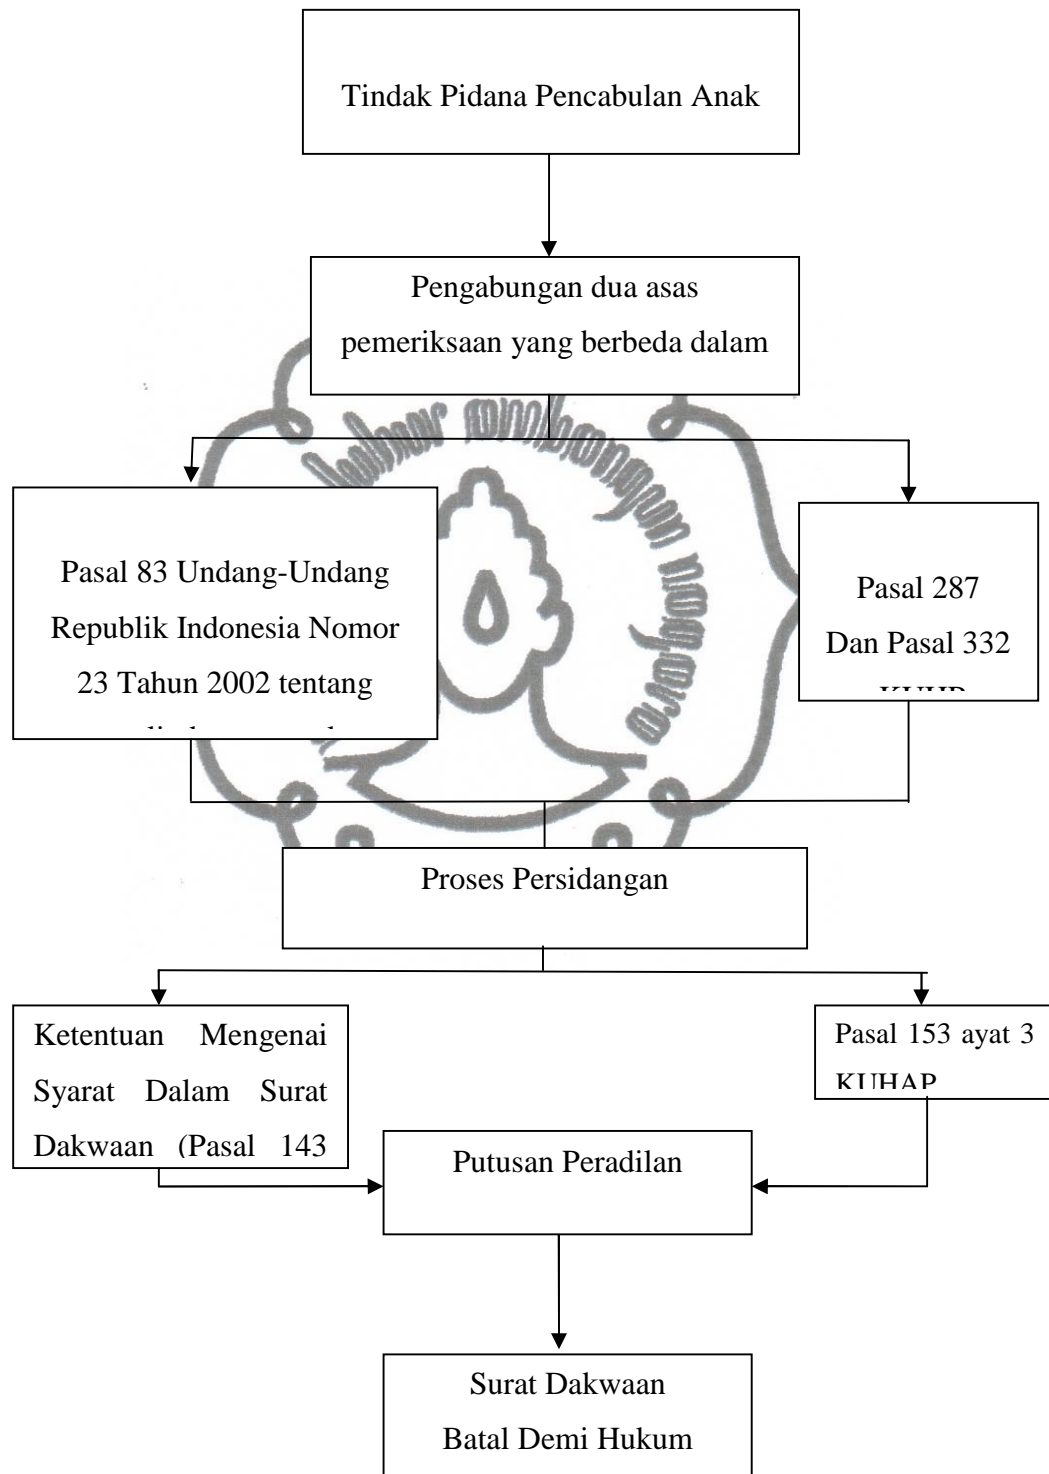 Tindak Pidana Pencabulan Anak
Pengabungan dua asas
pemeriksaan yang berbeda dalam
Pasal 83 Undang-Undang
Republik Indonesia Nomor
23 Tahun 2002 tentang
Pasal 287
Dan Pasal 332
KUHP
Proses Persidangan
Ketentuan Mengenai
Syarat Dalam Surat
Dakwaan (Pasal 143
Pasal 153 ayat 3
KUHAP
Putusan Peradilan
Surat Dakwaan
Batal Demi Hukum